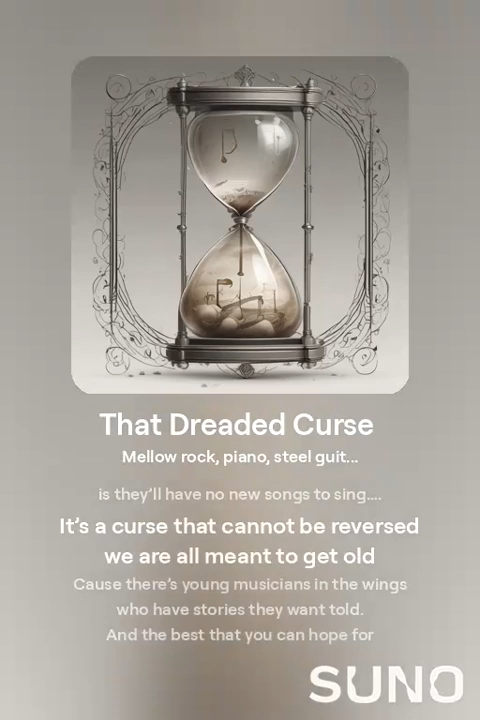 That Dreaded Curse
Mellow rock, piano, steel guit...
is they'll have no new songs to sing....
It's a curse that cannot be reversed
we are all meant to get old
Cause there's young musicians in the wings
who have stories they want told.
And the best that you can hope for
SUNO